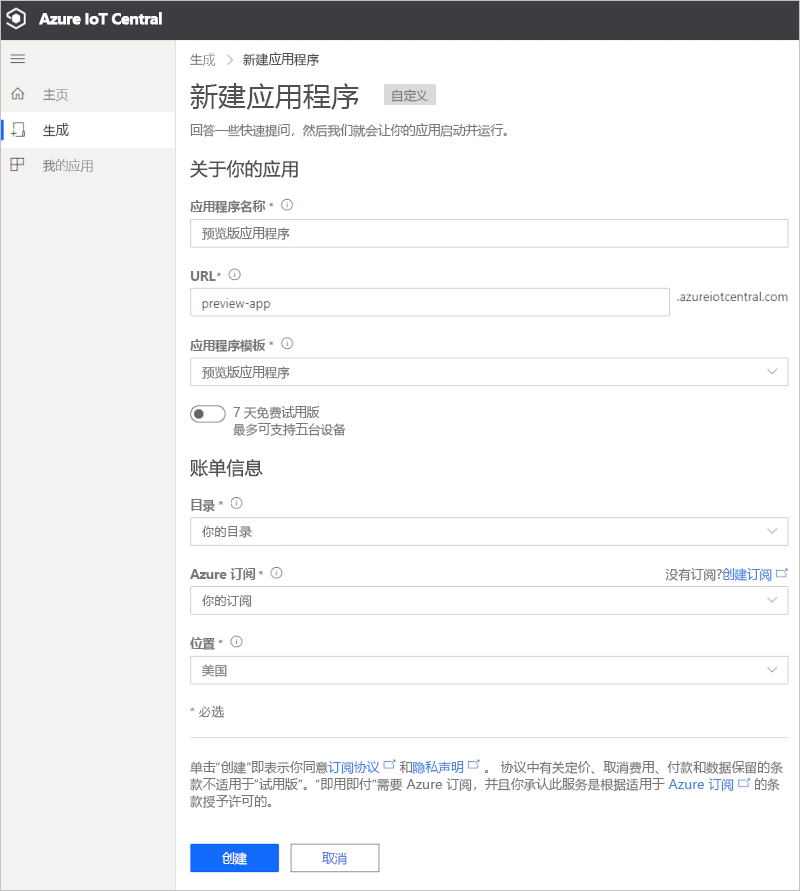 Azure IoT Central
主页
生成
我的应用
生成 > 新建应用程序
新建应用程序 自定义
回答一些快速提问，然后我们就会让你的应用启动并运行。
关于你的应用
应用程序名称 *
预览版应用程序
URL *
preview-app .azureiotcentral.com
应用程序模板 *
预览版应用程序
7 天免费试用版
最多可支持五台设备
账单信息
目录 *
你的目录
Azure 订阅 * 没有订阅?创建订阅
你的订阅
位置 *
美国
* 必选
单击“创建”即表示你同意订阅协议 和隐私声明 。 协议中有关定价、取消费用、付款和数据保留的条
款不适用于“试用版”。“即用即付”需要 Azure 订阅，并且你承认此服务是根据适用于 Azure 订阅 的条
款授予许可的。
创建 取消